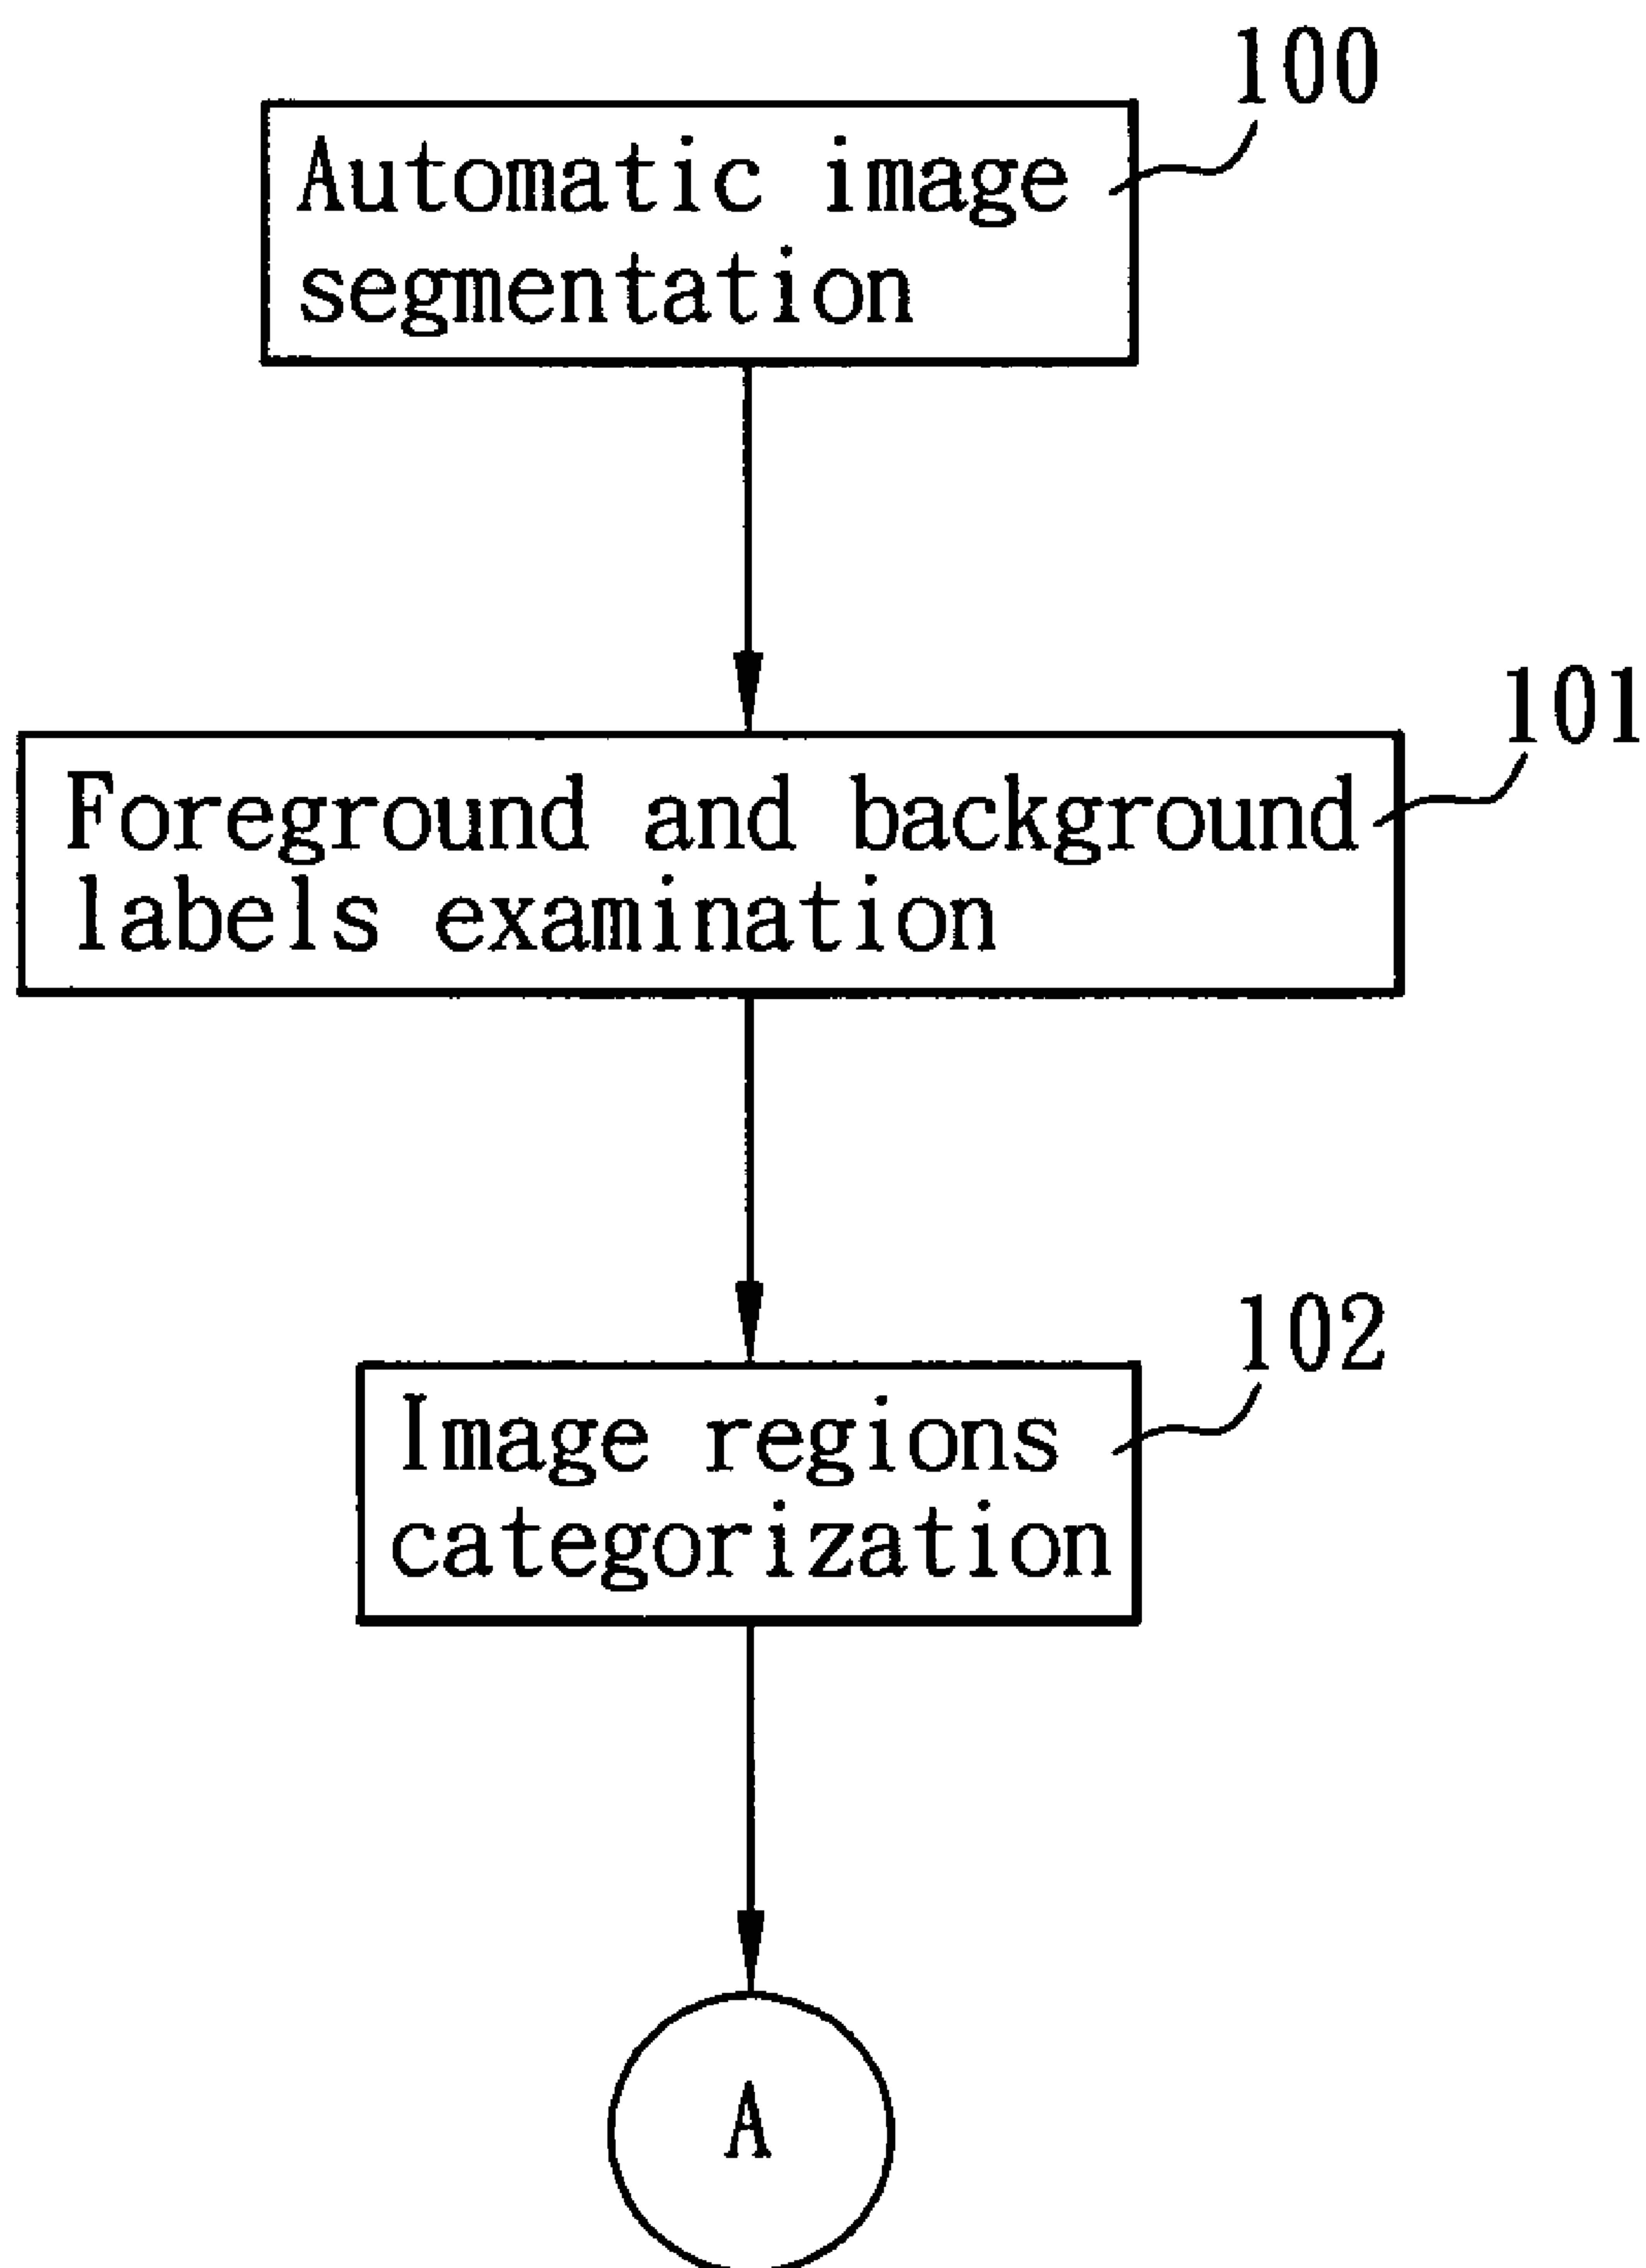 100
Automatic image
segmentation
101
Foreground and background
labels examination
102
Image regions
categorization
A